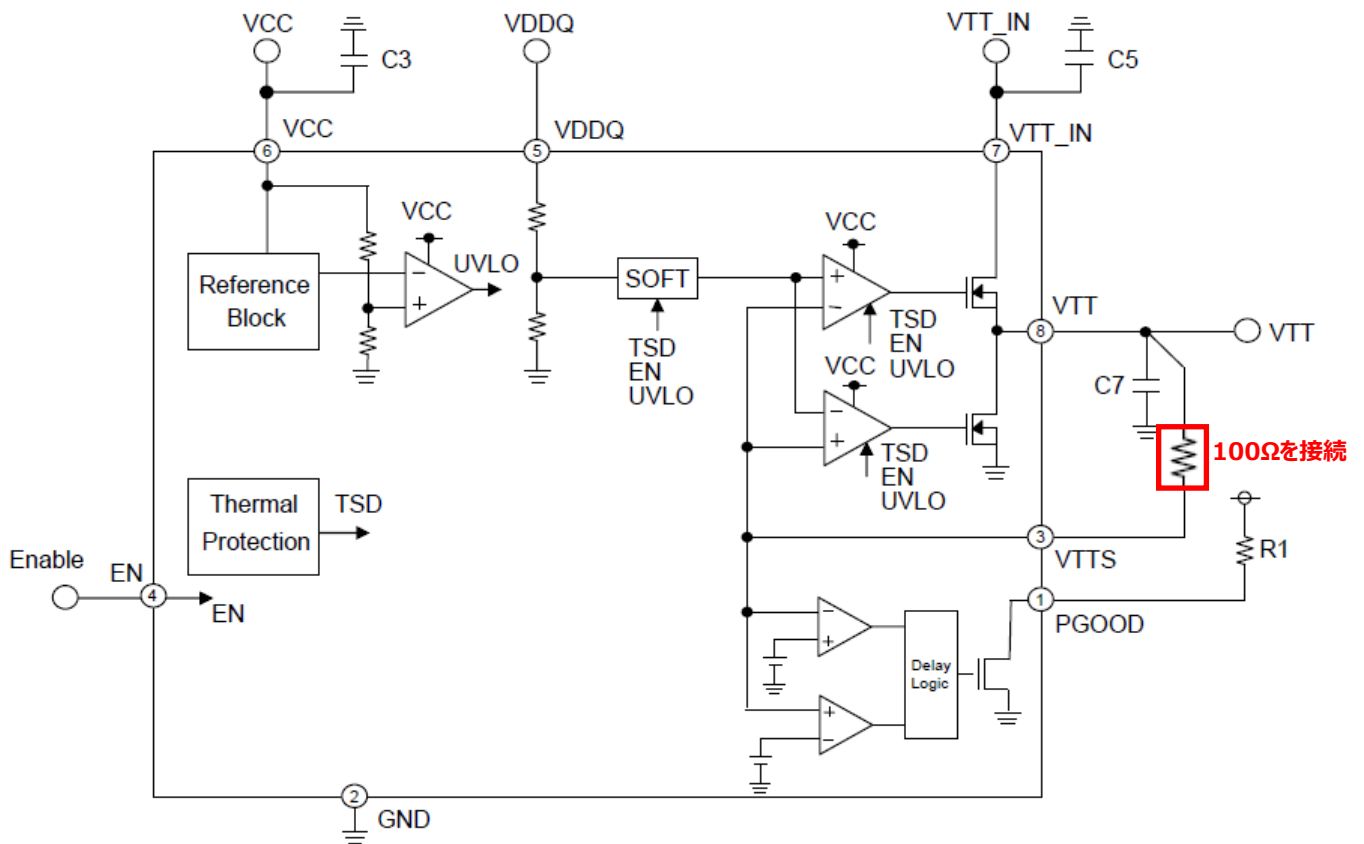 VCC
VDDQ
VTT_IN
C3
C5
VCC
VDDQ
VTT_IN
6
5
7
VCC
VCC
UVLO
Reference
Block
−
+
SOFT
+
−
VTT
TSD
EN
UVLO
8
VTT
TSD
EN
UVLO
VCC
C7
−
+
TSD
EN
UVLO
100Ωを接続
Thermal
Protection
TSD
3
VTTS
R1
Enable
EN
4
EN
1
PGOOD
−
+
Delay
Logic
+
−
2
GND